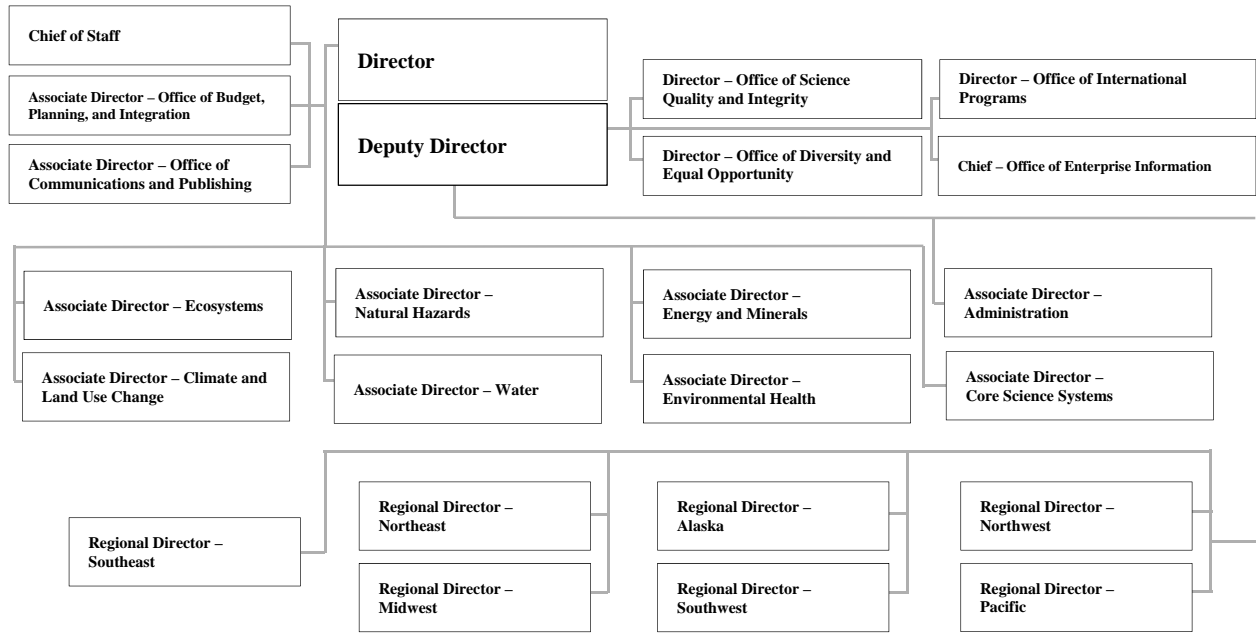 Chief of Staff
Associate Director – Office of Budget,
Planning, and Integration
Associate Director – Office of
Communications and Publishing
Director
Deputy Director
Director – Office of Science
Quality and Integrity
Director – Office of Diversity and
Equal Opportunity
Director – Office of International
Programs
Chief – Office of Enterprise Information
Associate Director – Ecosystems
Associate Director –
Natural Hazards
Associate Director –
Energy and Minerals
Associate Director –
Administration
Associate Director – Climate and
Land Use Change
Associate Director – Water
Associate Director –
Environmental Health
Associate Director –
Core Science Systems
Regional Director –
Southeast
Regional Director –
Northeast
Regional Director –
Alaska
Regional Director –
Northwest
Regional Director –
Midwest
Regional Director –
Southwest
Regional Director –
Pacific